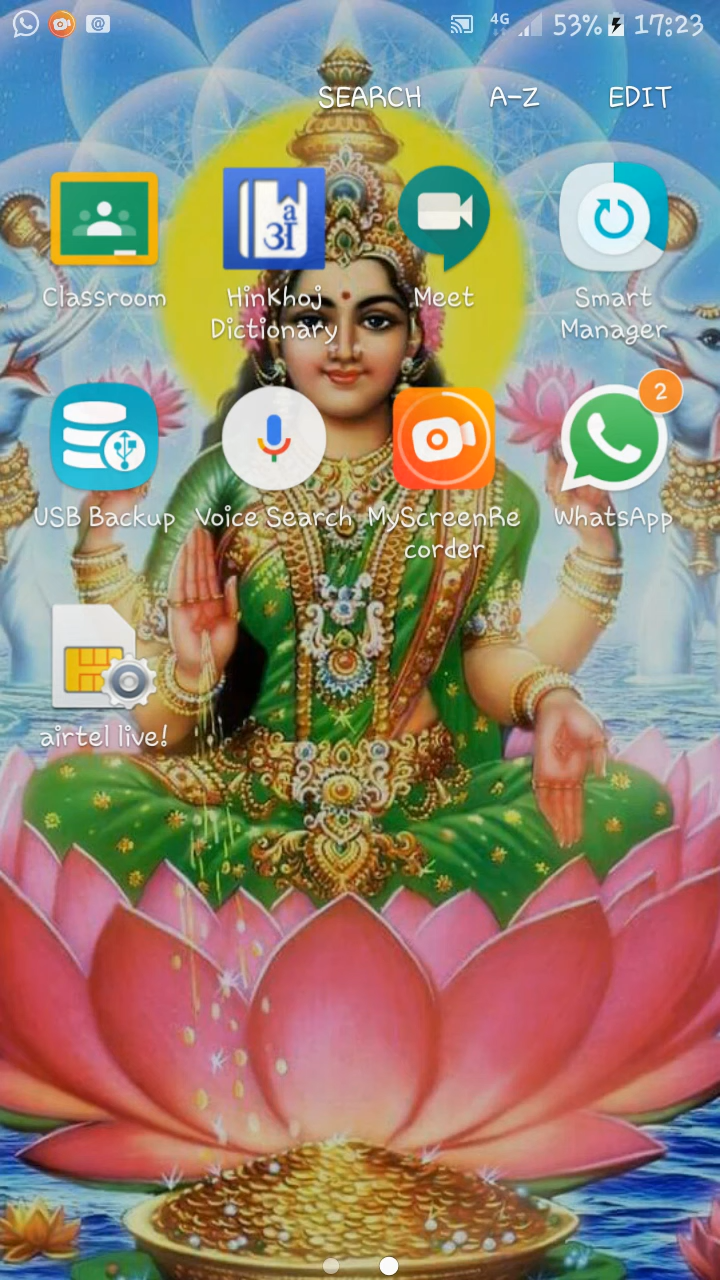 4G 53% 17:23
SEARCH A-Z EDIT
â
अ
Classroom
HinKhoj
Dictionary
Meet
Smart
Manager
2
USB Backup
Voice Search
MyScreenRe
corder
WhatsApp
airtel live!